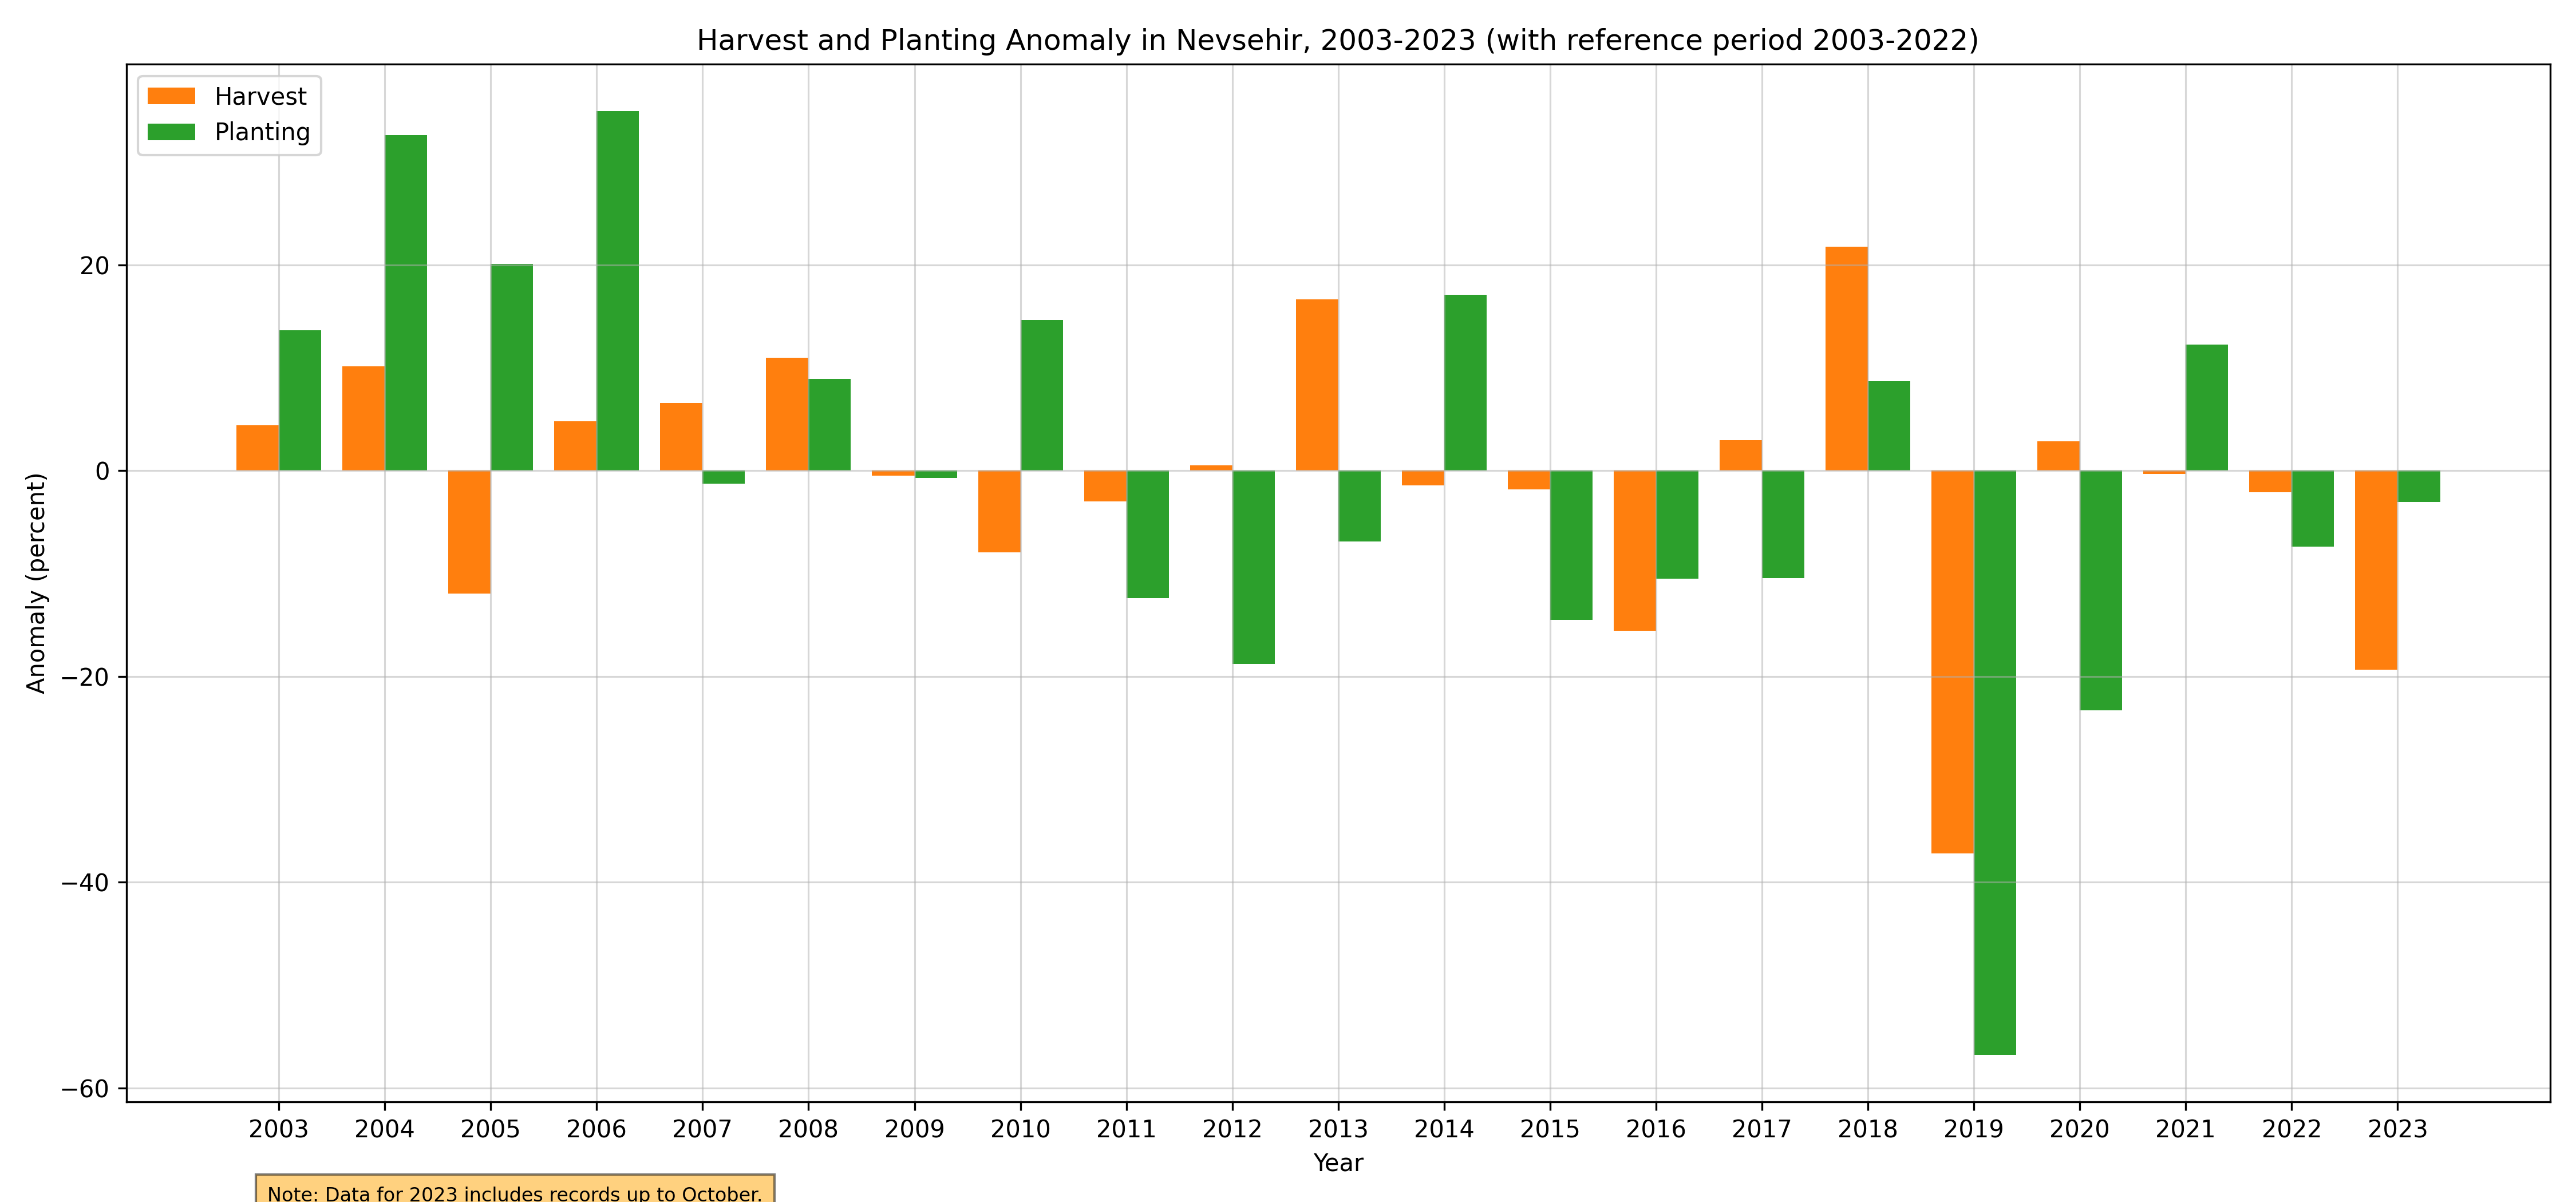 Harvest and Planting Anomaly in Nevsehir, 2003-2023 (with reference period 2003-2022)
Harvest
Planting
20
0
−20
−40
−60
Anomaly (percent)
2003 2004 2005 2006 2007 2008 2009 2010 2011 2012 2013 2014 2015 2016 2017 2018 2019 2020 2021 2022 2023
Year
Note: Data for 2023 includes records up to October.